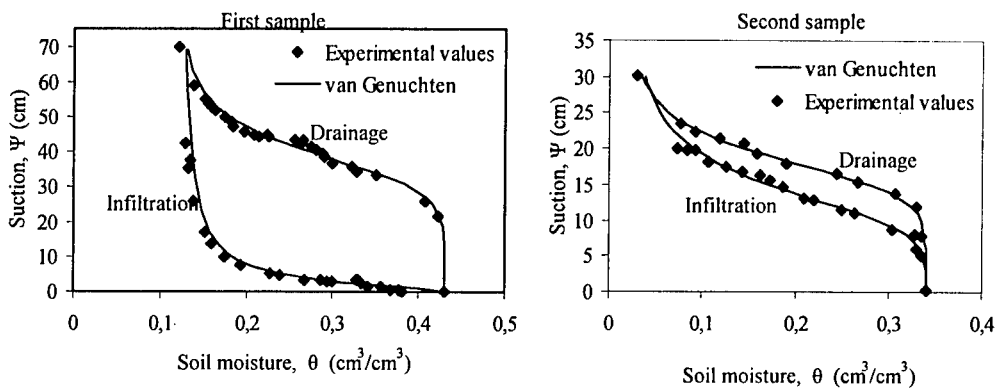 First sample
70
60
50
40
30
20
10
0
Suction, Ψ (cm)
Experimental values
van Genuchten
Drainage
Infiltration
0 0,1 0,2 0,3 0,4 0,5
Soil moisture, θ (cm³/cm³)
Second sample
35
30
25
20
15
10
5
0
Suction, Ψ (cm)
van Genuchten
Experimental values
Drainage
Infiltration
0 0,1 0,2 0,3 0,4
Soil moisture, θ (cm³/cm³)